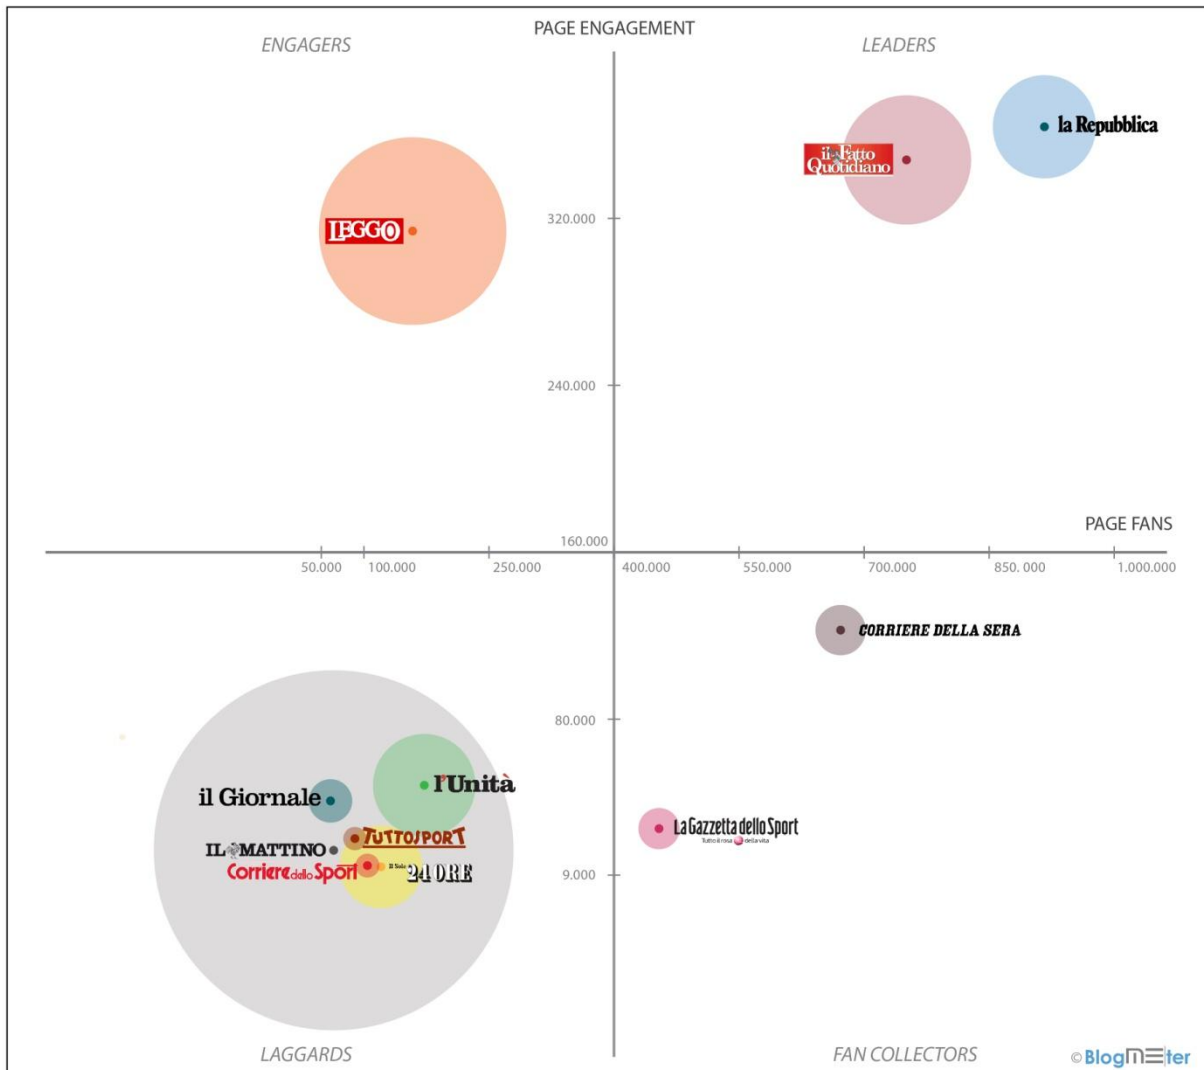 PAGE ENGAGEMENT
ENGAGERS
LEADERS
la Repubblica
il Fatto
Quotidiano
320.000
LEGGO
240.000
PAGE FANS
160.000
50.000
100.000
250.000
400.000
550.000
700.000
850. 000
1.000.000
CORRIERE DELLA SERA
80.000
l'Unità
il Giornale
La Gazzetta dello Sport
Tutto il rosa della vita
TUTTOSPORT
IL MATTINO
Corriere dello Sport
Il Sole
24 ORE
9.000
LAGGARDS
FAN COLLECTORS
© Blogmeter